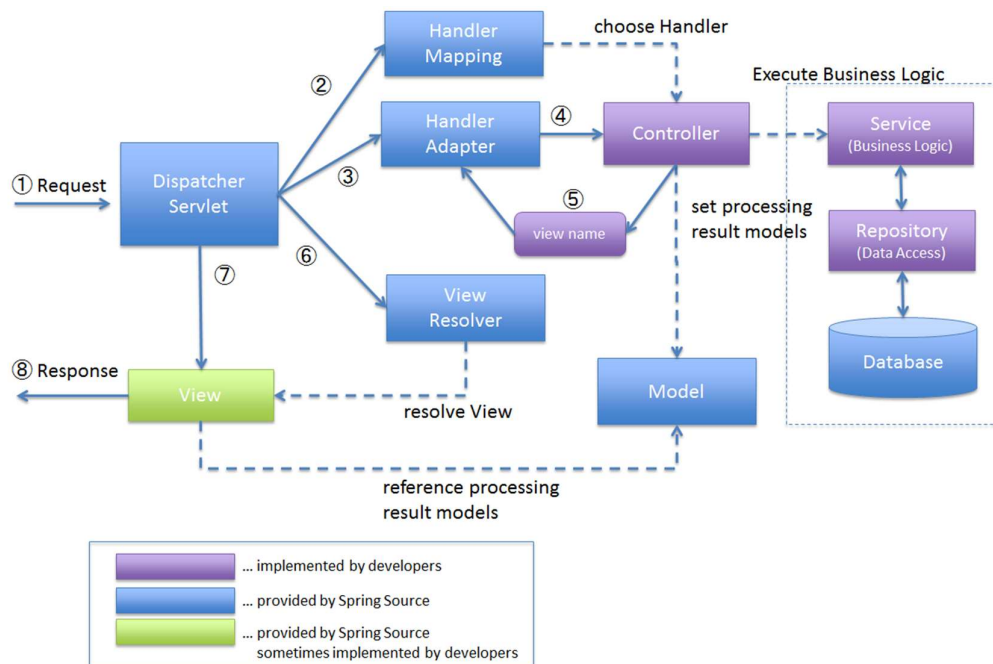 Handler
Mapping
choose Handler
②
Execute Business Logic
Handler
Adapter
④
Controller
Service
(Business Logic)
① Request
Dispatcher
Servlet
③
⑤
view name
set processing
result models
Repository
(Data Access)
⑥
⑦
View
Resolver
Database
⑧ Response
View
resolve View
Model
reference processing
result models
... implemented by developers
... provided by Spring Source
... provided by Spring Source
sometimes implemented by developers